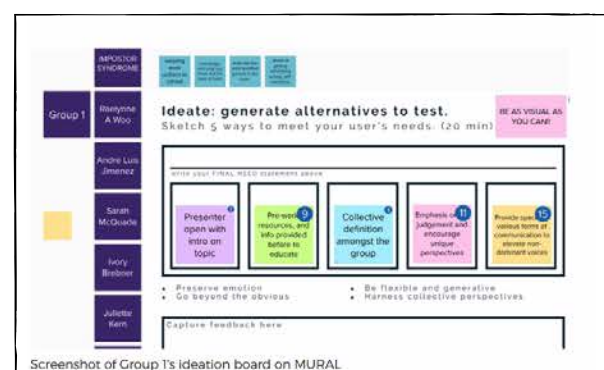 IMPOSTOR
SYNDROME
Group 1
Raelynne
A Woo
Andre Luis
Jimenez
Sarah
McQuade
Ivory
Juliette
Kern
Ideate: generate alternatives to test.
Sketch 5 ways to meet your user's needs. (20 min)
BE AS VISUAL AS
YOU CAN!!
write your FINAL NEED statement above
Presenter
open with
intro on
topic
9
Pre-work,
resources, and
info provided
before to
educate
Collective
definition
amongst the
group
11
Emphasis
judgement and
encourage
unique
perspectives
15
Provide
various forms of
communication to
elevate non-
dominant voices
Preserve emotion
Go beyond the obvious
Be flexible and generative
Harness collective perspectives
Capture feedback here
Screenshot of Group 1's ideation board on MURAL